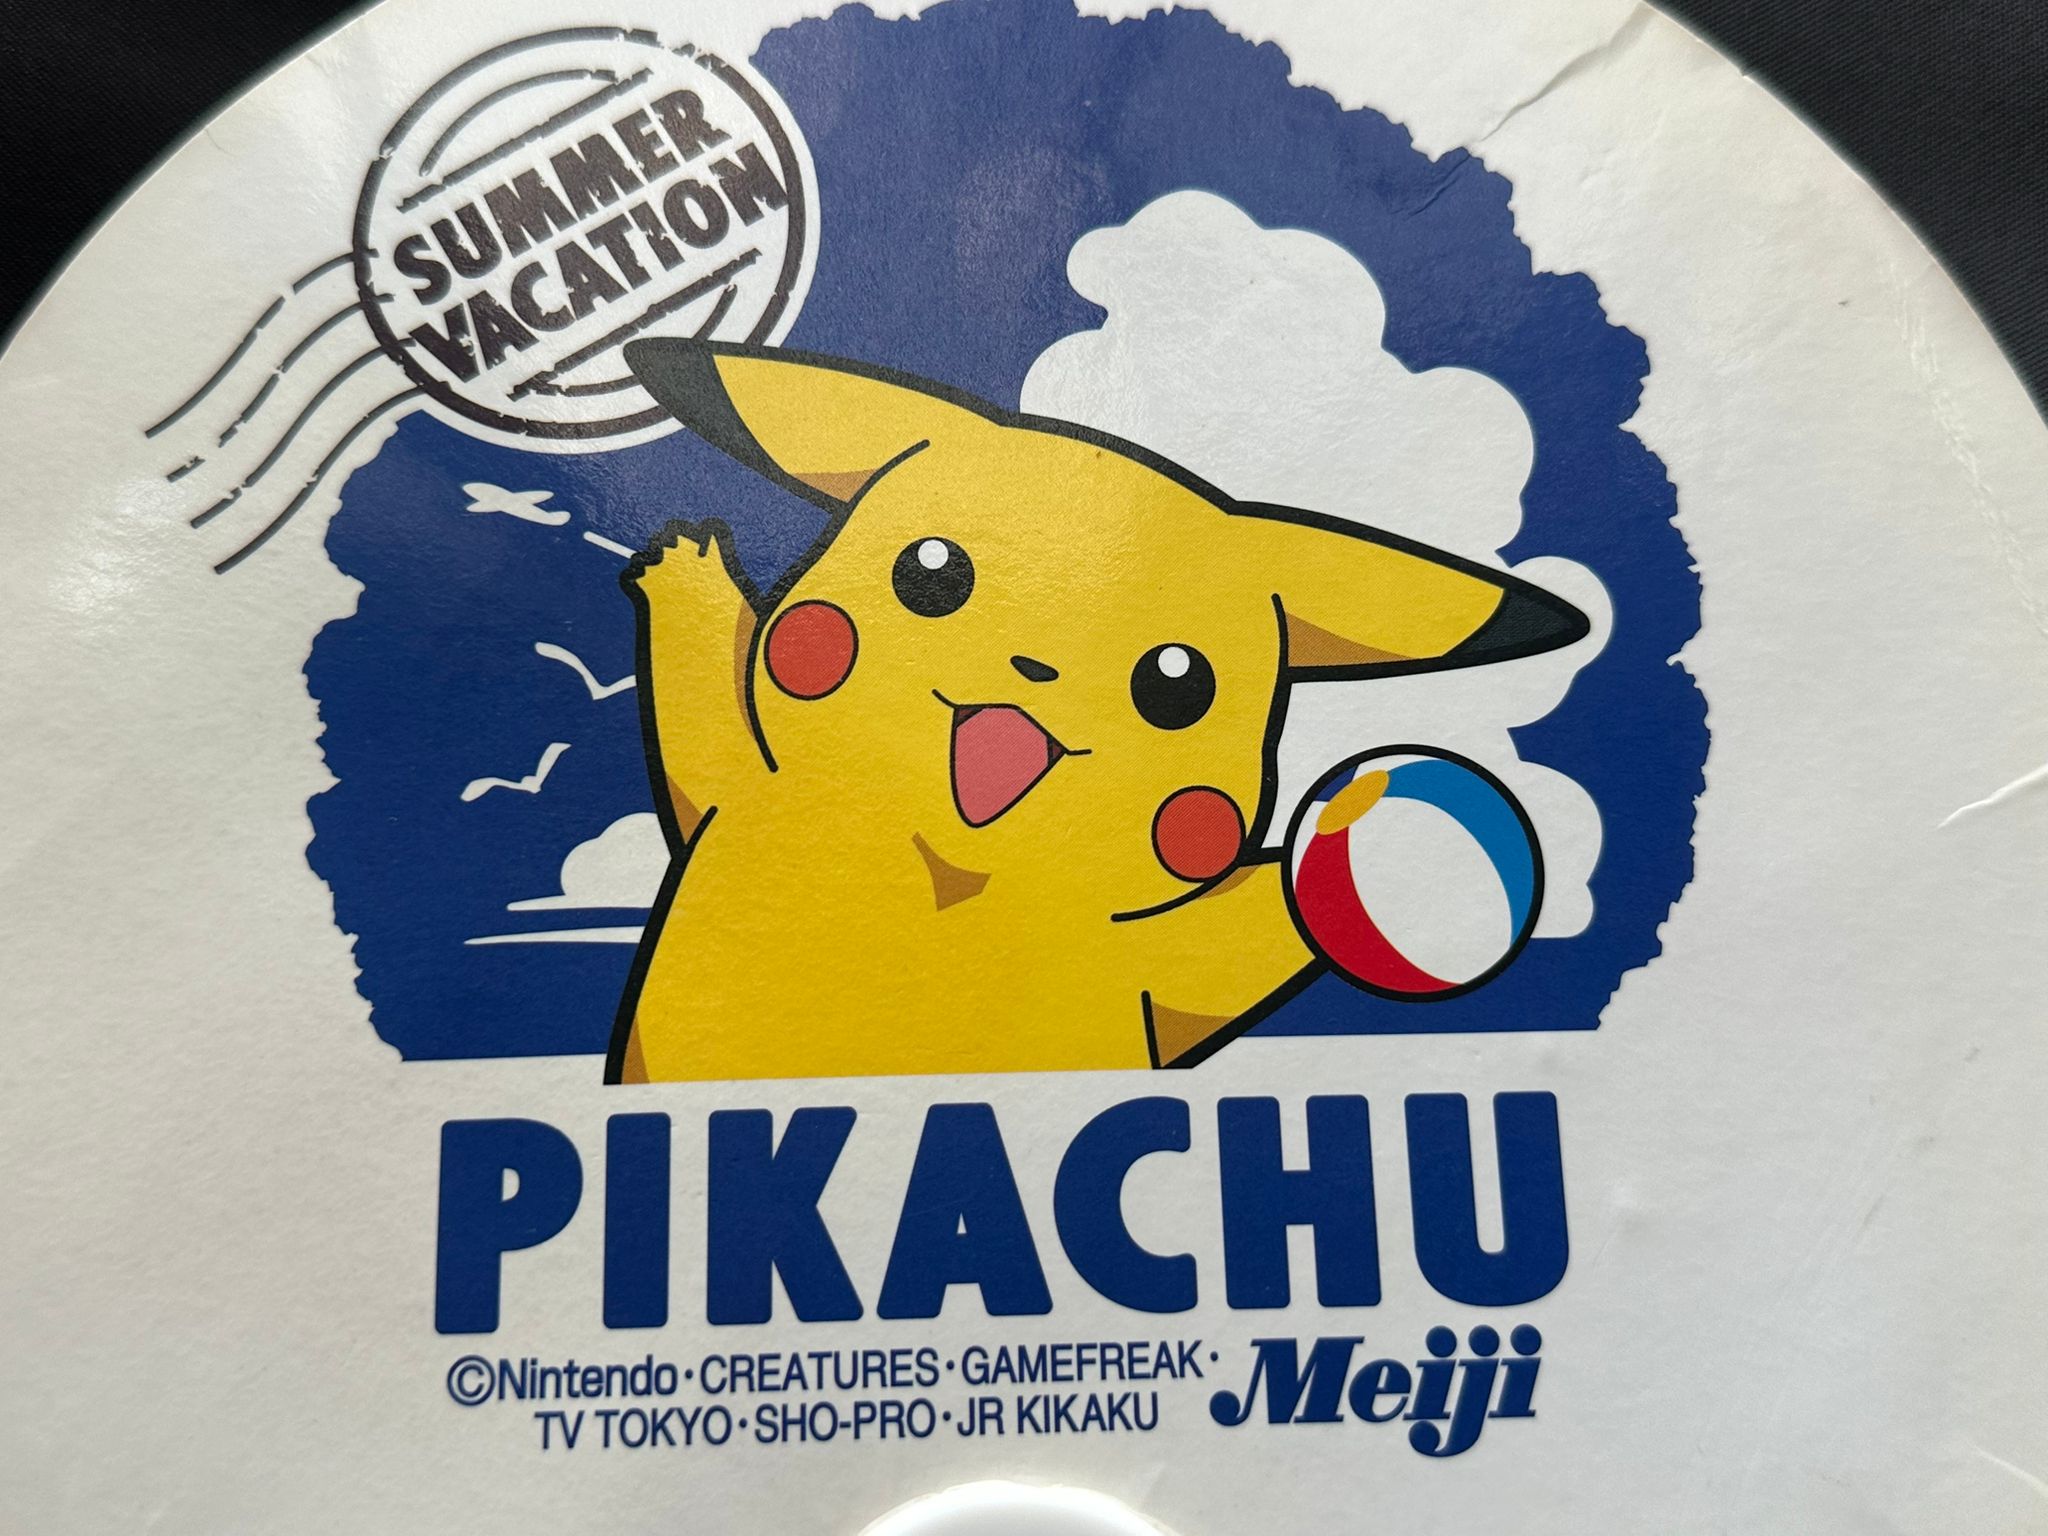 SUMMER
VACATION
PIKACHU
©Nintendo・CREATURES・GAMEFREAK・
TV TOKYO・SHO-PRO・JR KIKAKU
Meiji